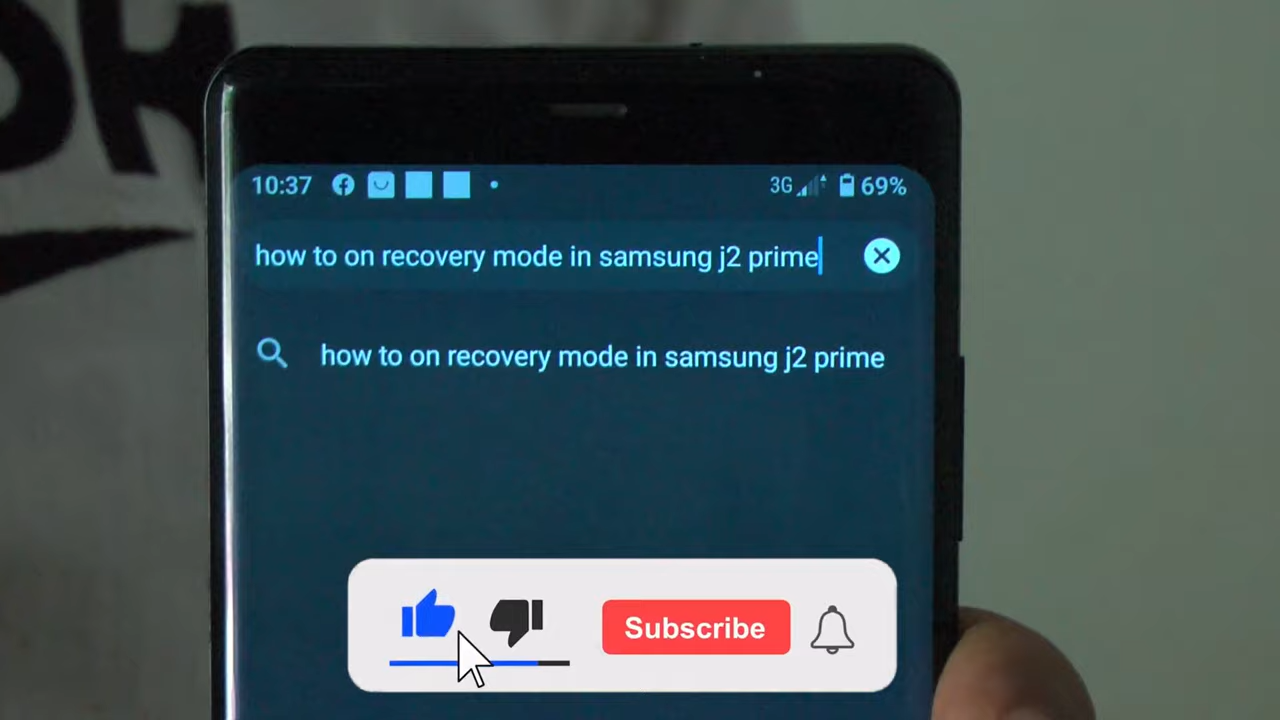 OH
10:37 3G 69%
how to on recovery mode in samsung j2 prime
how to on recovery mode in samsung j2 prime
Subscribe